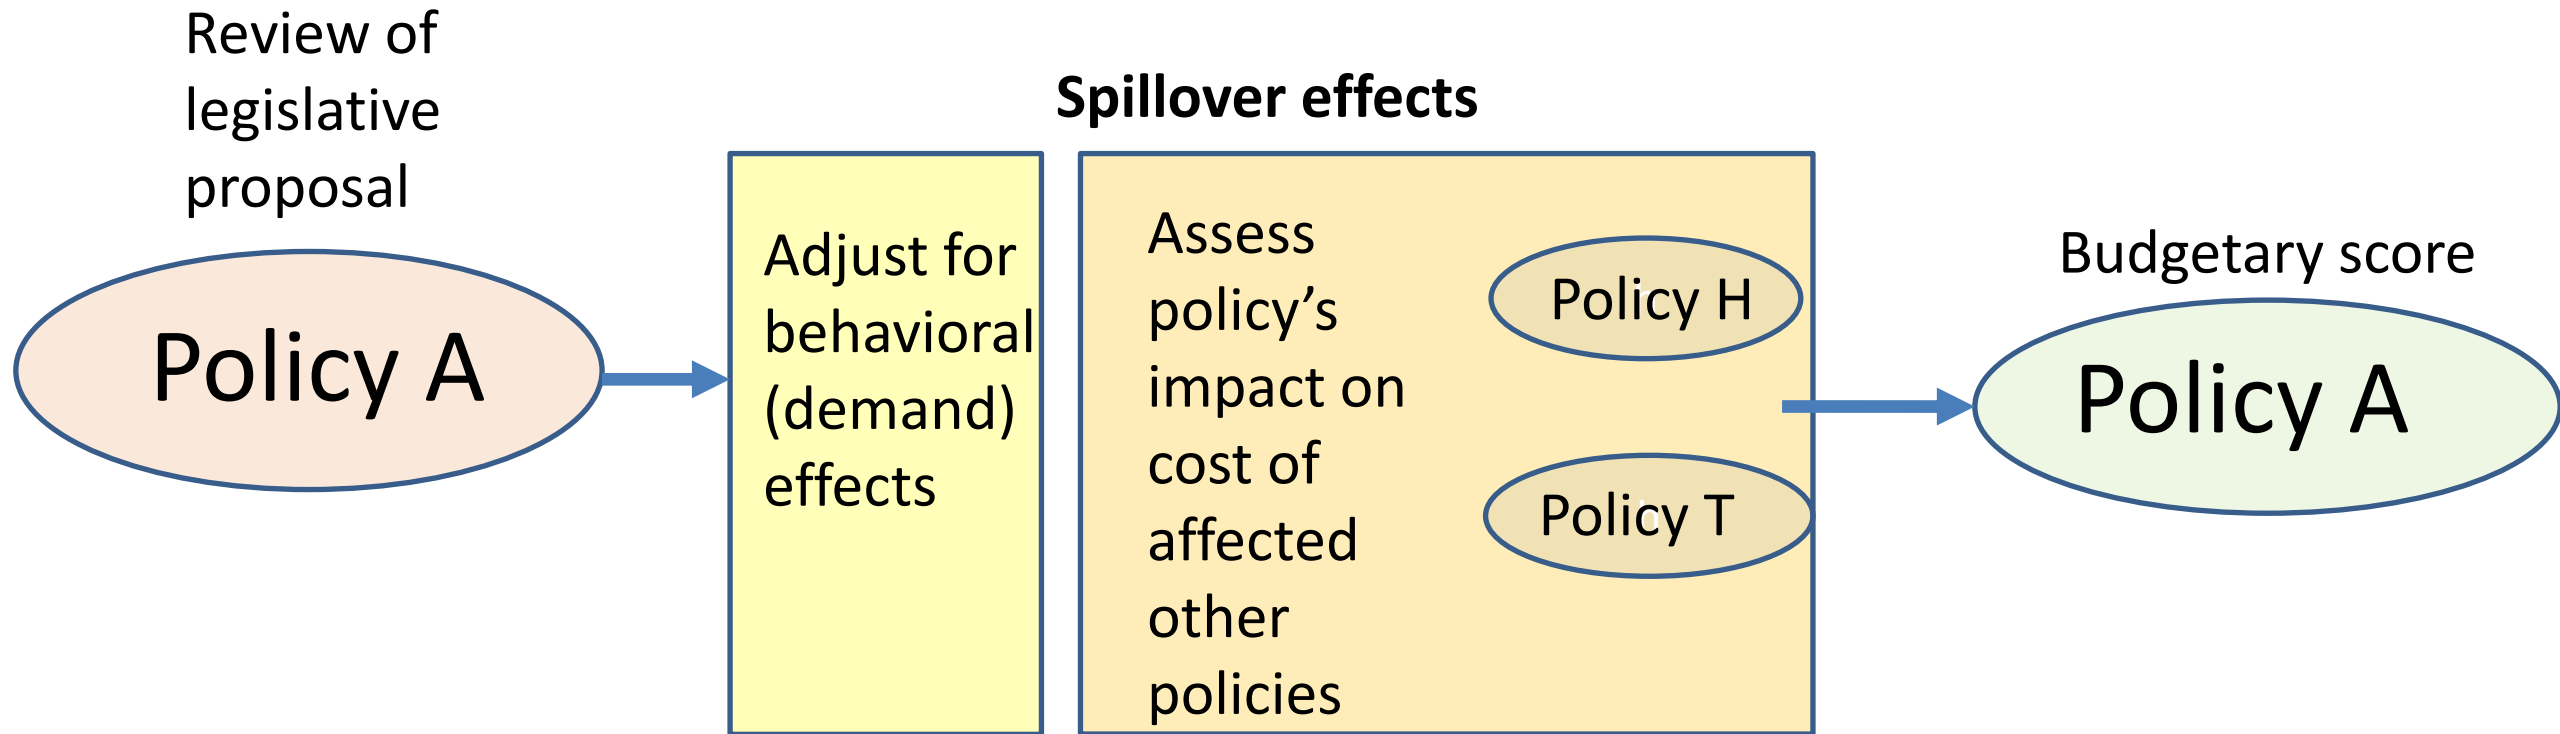 Review of
legislative
proposal
Policy A
Spillover effects
Adjust for
behavioral
(demand)
effects
Assess
policy’s
impact on
cost of
affected
other
policies
Policy H
Policy T
Budgetary score
Policy A